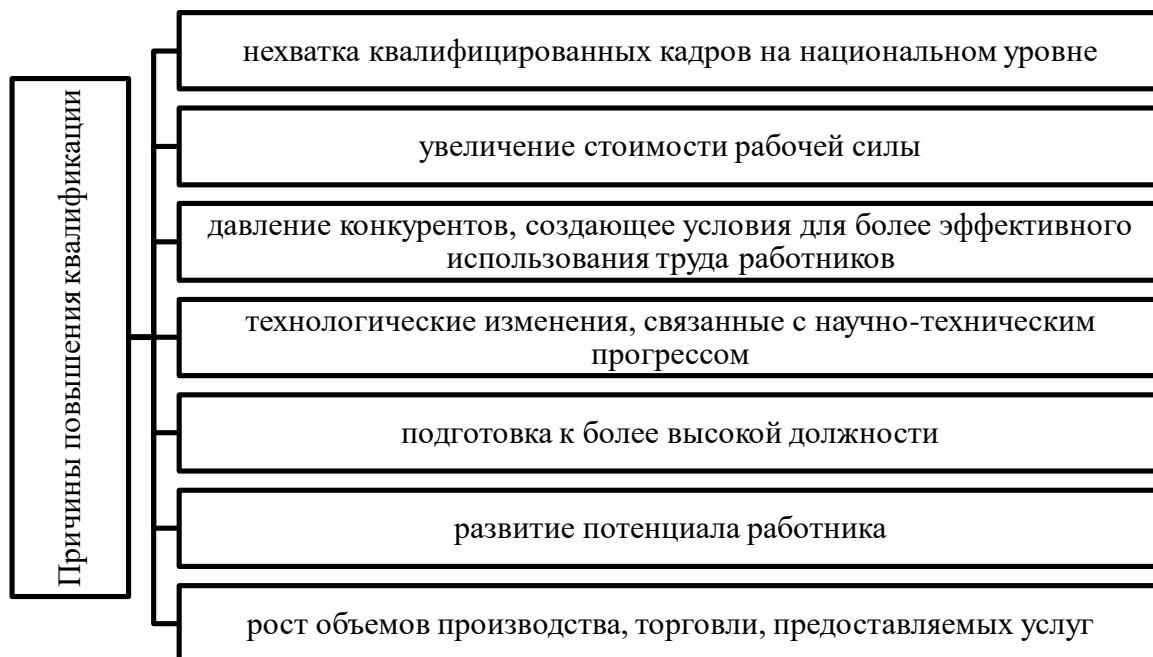 Причины повышения квалификации
нехватка квалифицированных кадров на национальном уровне
увеличение стоимости рабочей силы
давление конкурентов, создающее условия для более эффективного
использования труда работников
технологические изменения, связанные с научно-техническим
прогрессом
подготовка к более высокой должности
развитие потенциала работника
рост объемов производства, торговли, предоставляемых услуг